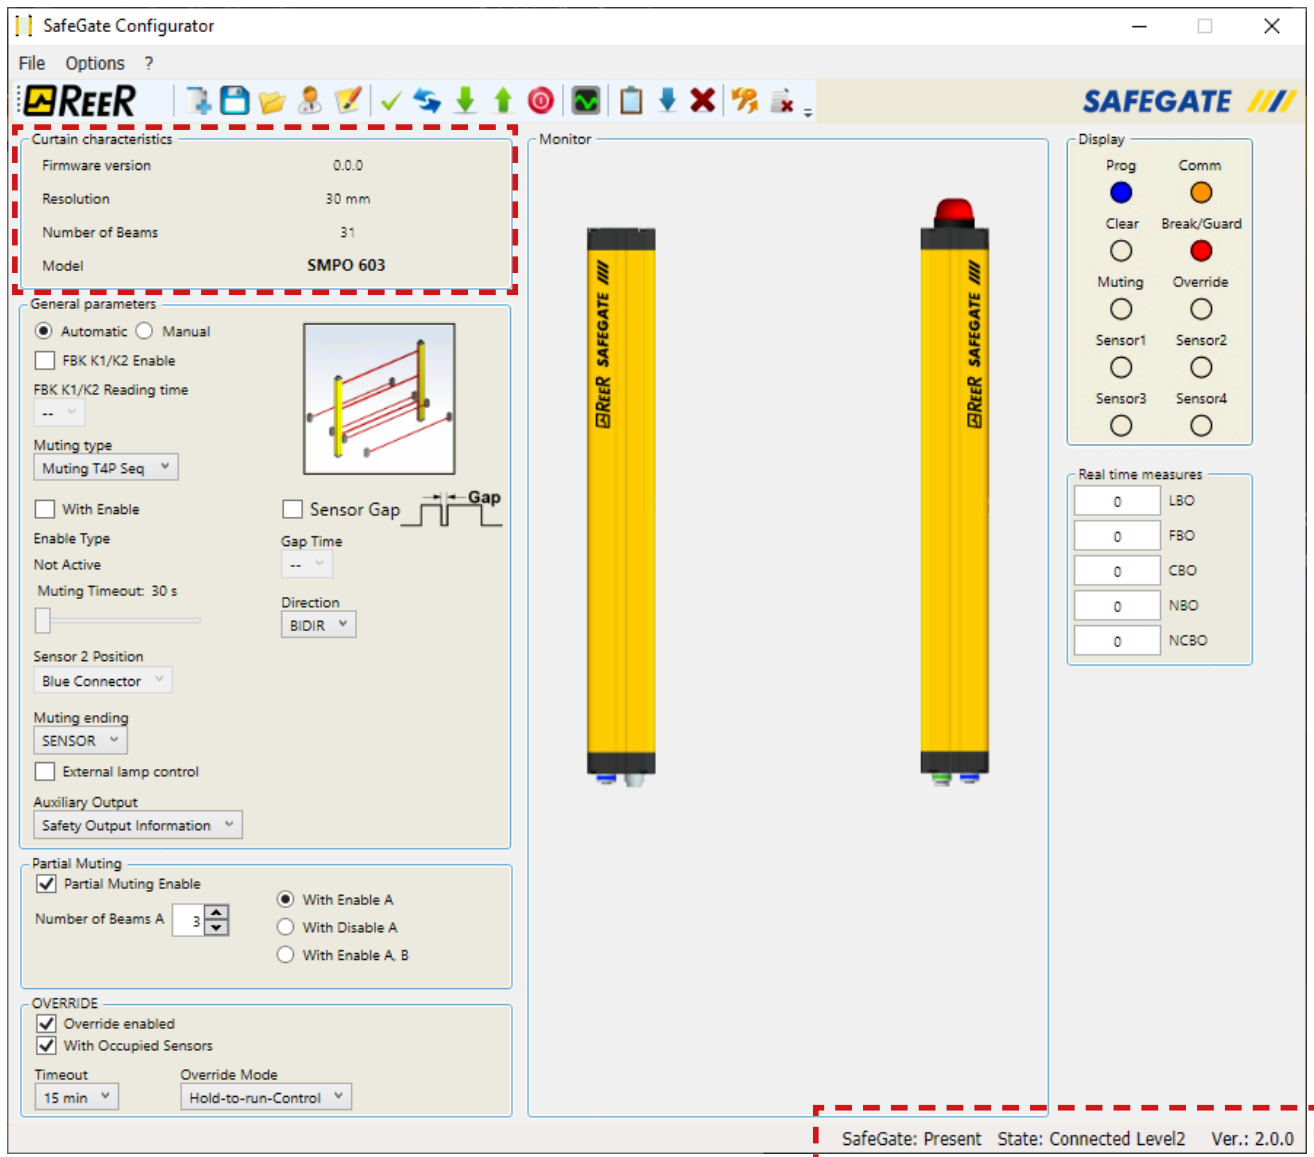 SafeGate Configurator
File Options ?
REER
SAFEGATE
Curtain characteristics
Firmware version 0.0.0
Resolution 30 mm
Number of Beams 31
Model SMPO 603
General parameters
Automatic Manual
FBK K1/K2 Enable
FBK K1/K2 Reading time
--
Muting type
Muting T4P Seq
With Enable
Sensor Gap
Gap
Enable Type
Not Active
Gap Time
--
Muting Timeout: 30 s
Direction
BIDIR
Sensor 2 Position
Blue Connector
Muting ending
SENSOR
External lamp control
Auxiliary Output
Safety Output Information
Partial Muting
Partial Muting Enable
Number of Beams A 3
With Enable A
With Disable A
With Enable A, B
OVERRIDE
Override enabled
With Occupied Sensors
Timeout
15 min
Override Mode
Hold-to-run-Control
Monitor
REER SAFEGATE
REER SAFEGATE
Display
Prog Comm
Clear Break/Guard
Muting Override
Sensor1 Sensor2
Sensor3 Sensor4
Real time measures
0 LBO
0 FBO
0 CBO
0 NBO
0 NCBO
SafeGate: Present State: Connected Level2 Ver.: 2.0.0